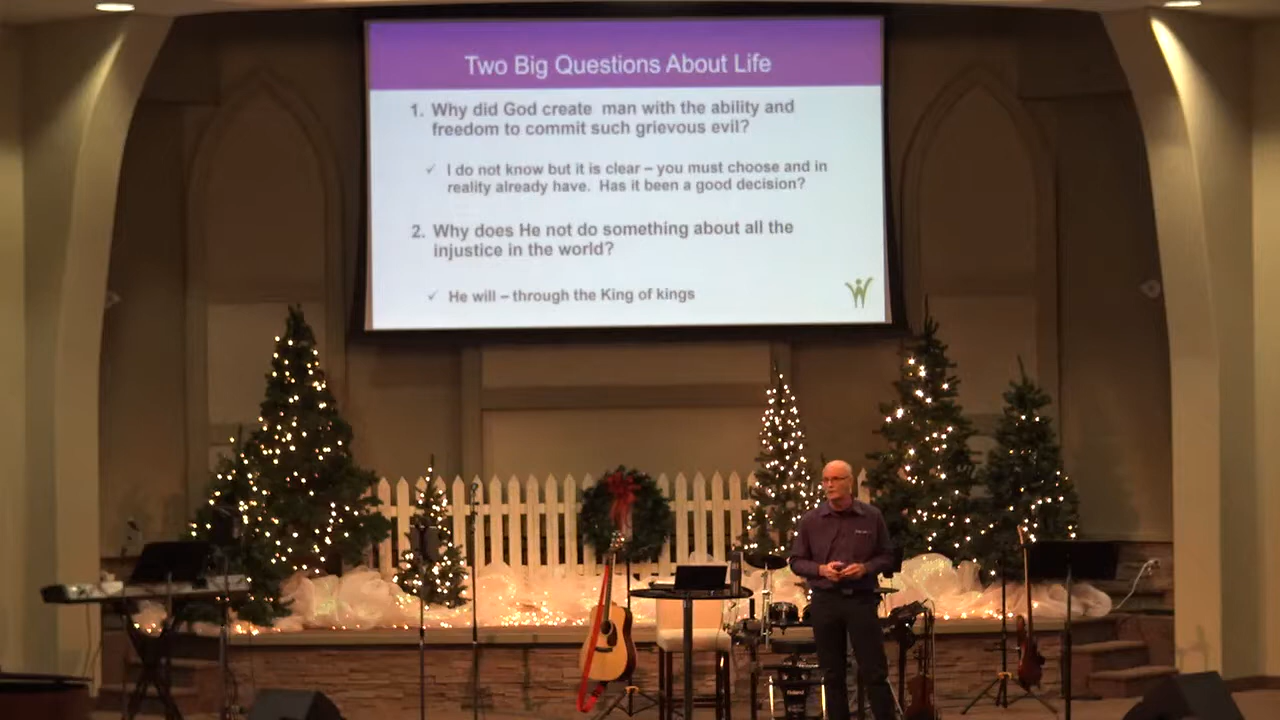 Two Big Questions About Life
1. Why did God create man with the ability and
freedom to commit such grievous evil?
✓ I do not know but it is clear – you must choose and in
reality already have. Has it been a good decision?
2. Why does He not do something about all the
injustice in the world?
✓ He will – through the King of kings
Roland